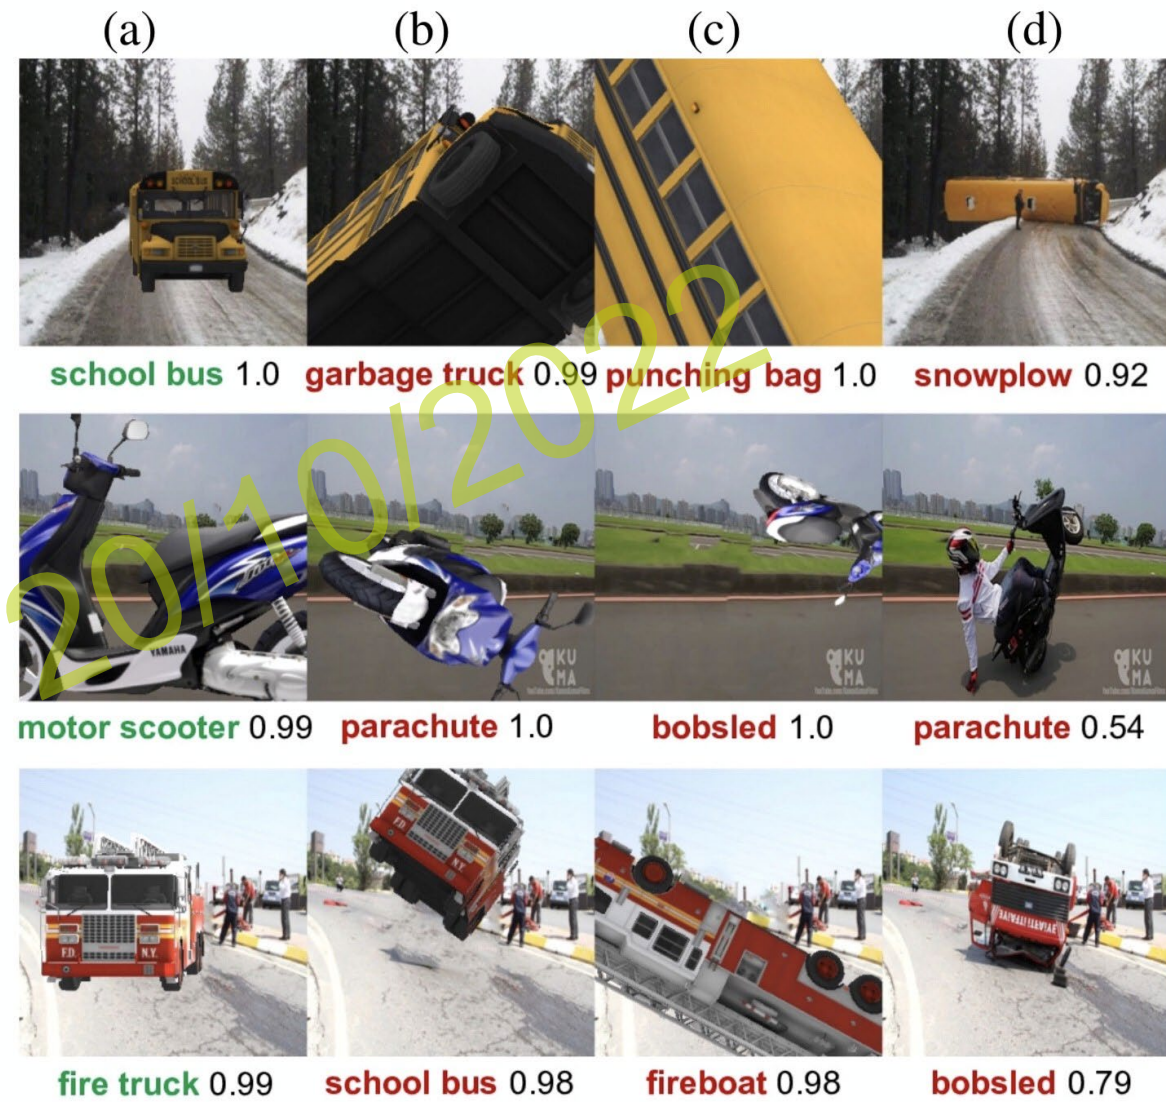 (a) (b) (c) (d)
SCHOOL BUS
school bus 1.0 garbage truck 0.99 punching bag 1.0 snowplow 0.92
20/10/2022
YAMAHA
KU
MA
KU
MA
KU
MA
motor scooter 0.99 parachute 1.0 bobsled 1.0 parachute 0.54
F.D. N.Y.
F.D. N.Y.
fire truck 0.99 school bus 0.98 fireboat 0.98 bobsled 0.79